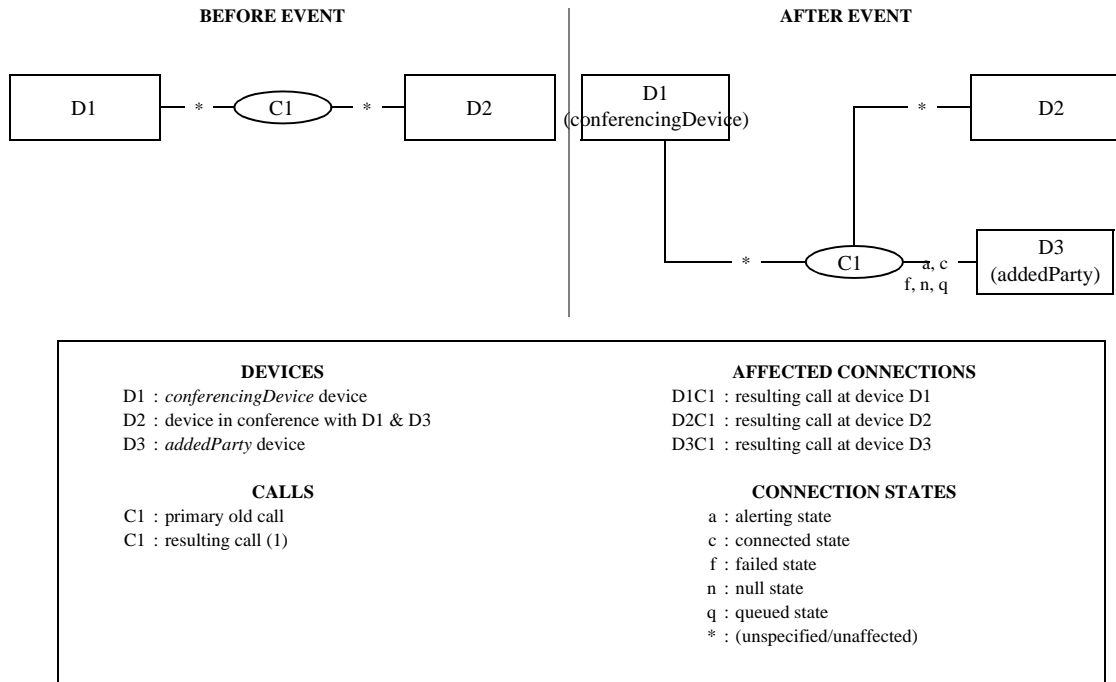 BEFORE EVENT
AFTER EVENT
D1 * C1 * D2
D1
(conferencingDevice)
* D2
* C1 a, c
f, n, q
D3
(addedParty)
DEVICES
D1 : conferencingDevice device
D2 : device in conference with D1 & D3
D3 : addedParty device
CALLS
C1 : primary old call
C1 : resulting call (1)
AFFECTED CONNECTIONS
D1C1 : resulting call at device D1
D2C1 : resulting call at device D2
D3C1 : resulting call at device D3
CONNECTION STATES
a : alerting state
c : connected state
f : failed state
n : null state
q : queued state
* : (unspecified/unaffected)